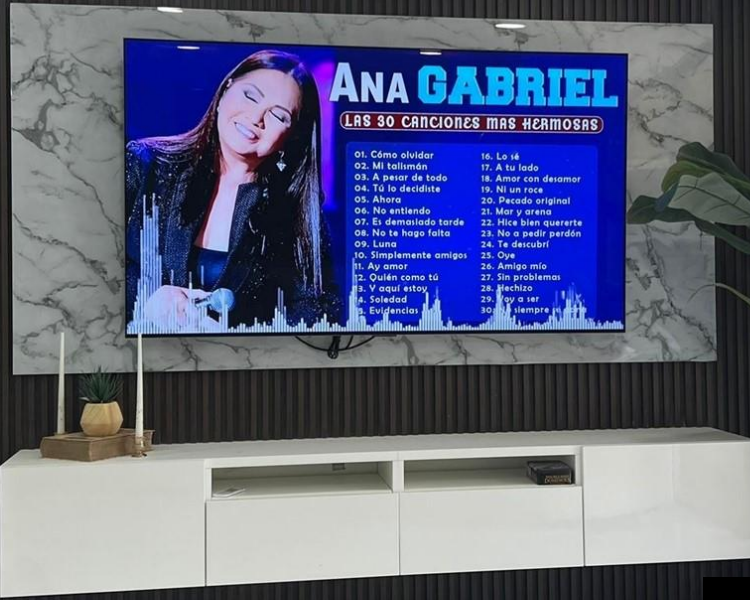 ANA GABRIEL
LAS 30 CANCIONES MAS HERMOSAS
01. Cómo olvidar
02. Mi talismán
03. A pesar de todo
04. Tú lo decidiste
05. Ahora
06. No entiendo
07. Es demasiado tarde
08. No te hago falta
09. Luna
10. Simplemente amigos
11. Ay amor
12. Quién como tú
13. Y aquí estoy
14. Soledad
15. Evidencias
16. Lo sé
17. A tu lado
18. Amor con desamor
19. Ni un roce
20. Pecado original
21. Mar y arena
22. Hice bien quererte
23. No a pedir perdón
24. Te descubrí
25. Oye
26. Amigo mío
27. Sin problemas
28. Hechizo
29. Voy a ser
30. siempre